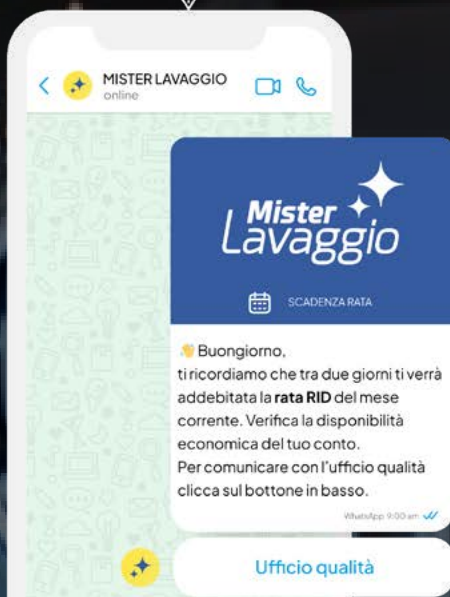 MISTER LAVAGGIO
online
Mister
Lavaggio
SCADENZA RATA
👋 Buongiorno,
ti ricordiamo che tra due giorni ti verrà
addebitata la rata RID del mese
corrente. Verifica la disponibilità
economica del tuo conto.
Per comunicare con l'ufficio qualità
clicca sul bottone in basso.
WhatsApp 9:00 am
Ufficio qualità